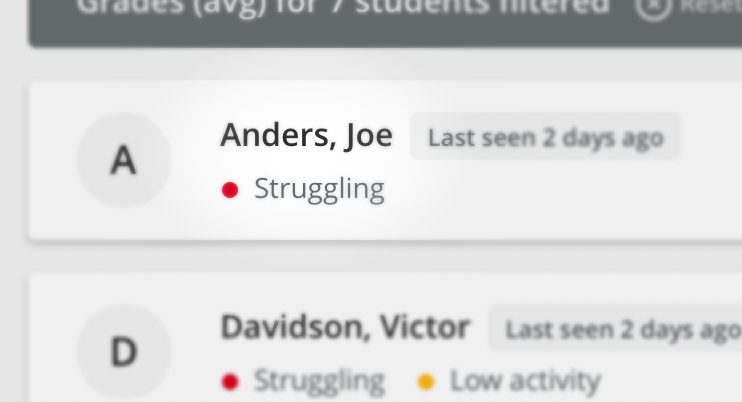 Grades (avg) for 7 students filtered Reset
A
Anders, Joe Last seen 2 days ago
Struggling
D
Davidson, Victor Last seen 2 days ago
Struggling Low activity